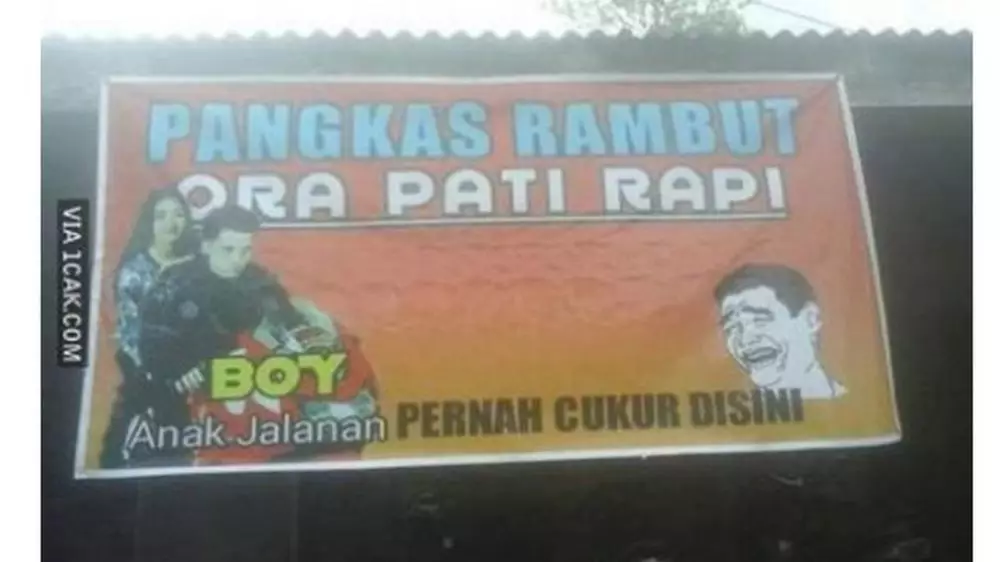 PANGKAS RAMBUT
ORA PATI RAPI
BOY
Anak Jalanan PERNAH CUKUR DISINI
VIA 1CAK.COM